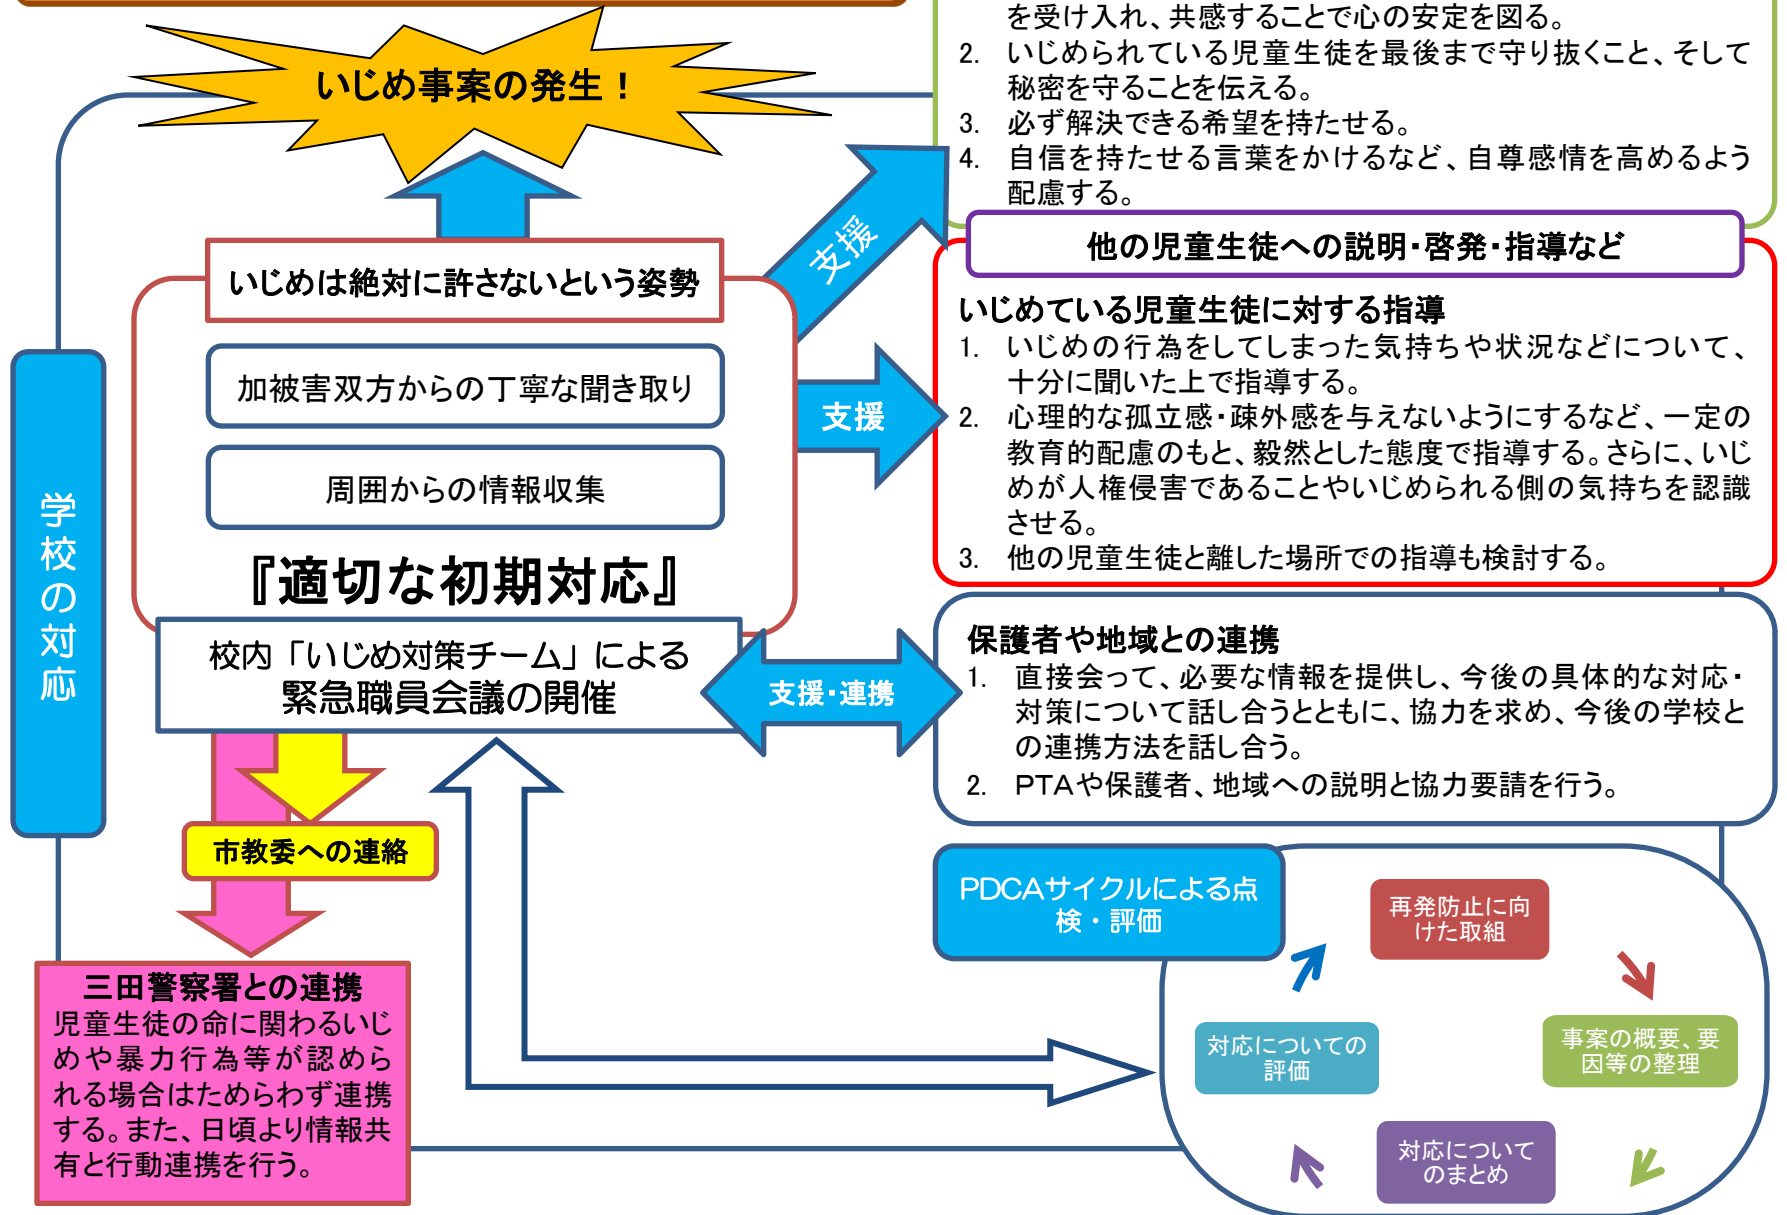 いじめ事案の発生！
を受け入れ、共感することで心の安定を図る。
2. いじめられている児童生徒を最後まで守り抜くこと、そして
秘密を守ることを伝える。
3. 必ず解決できる希望を持たせる。
4. 自信を持たせる言葉をかけるなど、自尊感情を高めるよう
配慮する。
支援
他の児童生徒への説明・啓発・指導など
いじめは絶対に許さないという姿勢
加被害双方からの丁寧な聞き取り
周囲からの情報収集
『適切な初期対応』
支援
いじめている児童生徒に対する指導
1. いじめの行為をしてしまった気持ちや状況などについて、
十分に聞いた上で指導する。
2. 心理的な孤立感・疎外感を与えないようにするなど、一定の
教育的配慮のもと、毅然とした態度で指導する。さらに、いじ
めが人権侵害であることやいじめられる側の気持ちを認識
させる。
3. 他の児童生徒と離した場所での指導も検討する。
学校の対応
校内「いじめ対策チーム」による
緊急職員会議の開催
支援・連携
保護者や地域との連携
1. 直接会って、必要な情報を提供し、今後の具体的な対応・
対策について話し合うとともに、協力を求め、今後の学校と
の連携方法を話し合う。
2. PTAや保護者、地域への説明と協力要請を行う。
市教委への連絡
三田警察署との連携
児童生徒の命に関わるいじ
めや暴力行為等が認めら
れる場合はためらわず連携
する。また、日頃より情報共
有と行動連携を行う。
PDCAサイクルによる点
検・評価
再発防止に向
けた取組
事案の概要、要
因等の整理
対応について
のまとめ
対応についての
評価